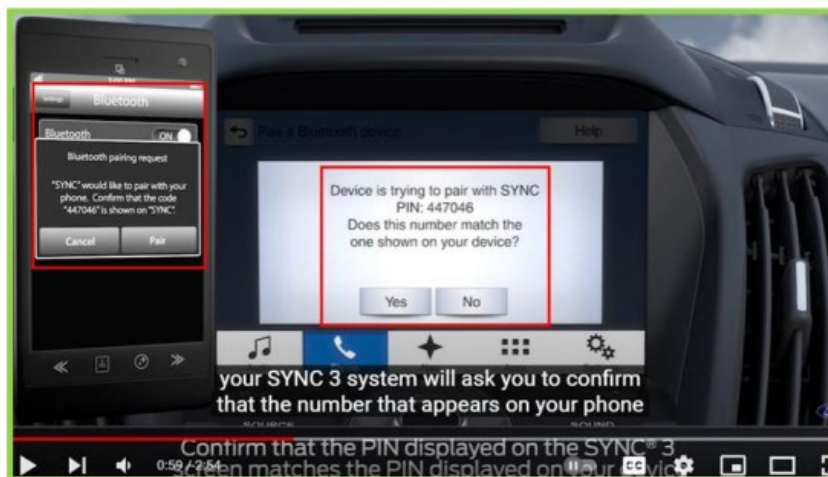 Settings
Bluetooth
Bluetooth
ON
Bluetooth pairing request
"SYNC" would like to pair with your
phone. Confirm that the code
"447046" is shown on "SYNC".
Cancel
Pair
Pair a Bluetooth device
Help
Device is trying to pair with SYNC
PIN: 447046
Does this number match the
one shown on your device?
Yes
No
your SYNC 3 system will ask you to confirm
that the number that appears on your phone
SOURCE
SOUND
Confirm that the PIN displayed on the SYNC® 3
screen matches the PIN displayed on your device
0:59 / 2:54
CC